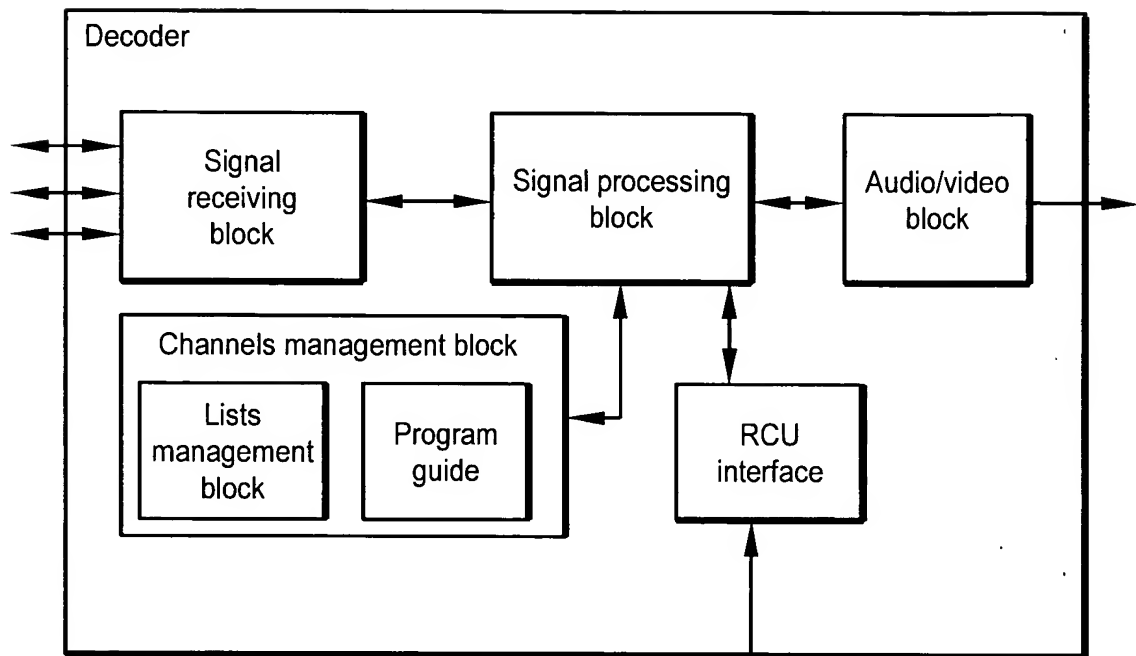 Decoder
Signal
receiving
block
Signal processing
block
Audio/video
block
Channels management block
Lists
management
block
Program
guide
RCU
interface